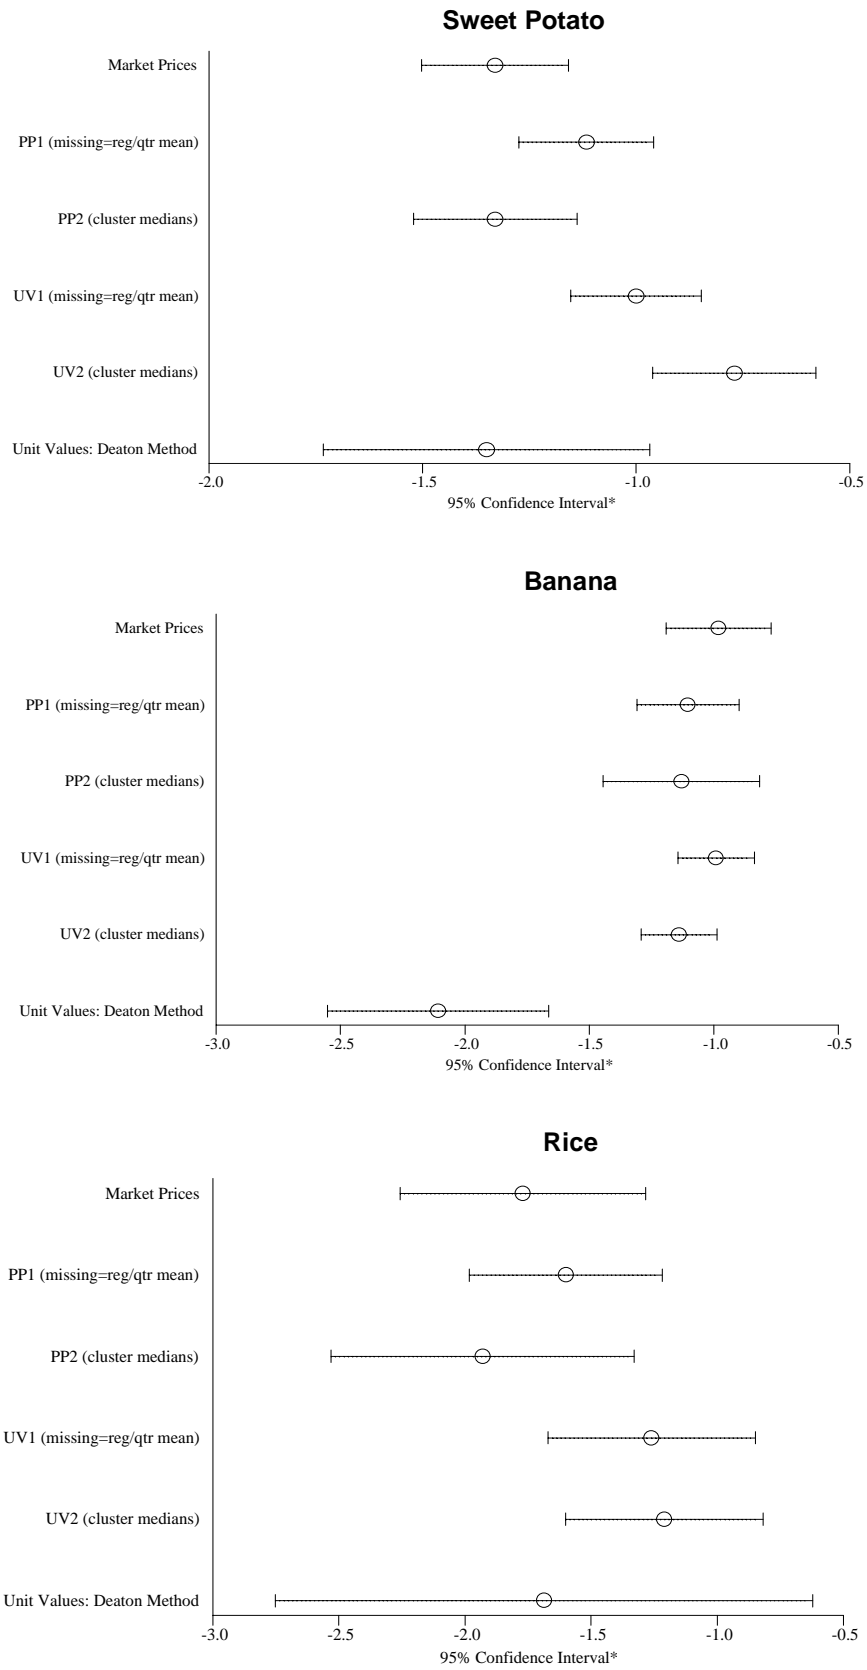 Sweet Potato
Market Prices
PP1 (missing=reg/qtr mean)
PP2 (cluster medians)
UV1 (missing=reg/qtr mean)
UV2 (cluster medians)
Unit Values: Deaton Method
-2.0 -1.5 -1.0 -0.5
95% Confidence Interval*
Banana
Market Prices
PP1 (missing=reg/qtr mean)
PP2 (cluster medians)
UV1 (missing=reg/qtr mean)
UV2 (cluster medians)
Unit Values: Deaton Method
-3.0 -2.5 -2.0 -1.5 -1.0 -0.5
95% Confidence Interval*
Rice
Market Prices
PP1 (missing=reg/qtr mean)
PP2 (cluster medians)
UV1 (missing=reg/qtr mean)
UV2 (cluster medians)
Unit Values: Deaton Method
-3.0 -2.5 -2.0 -1.5 -1.0 -0.5
95% Confidence Interval*